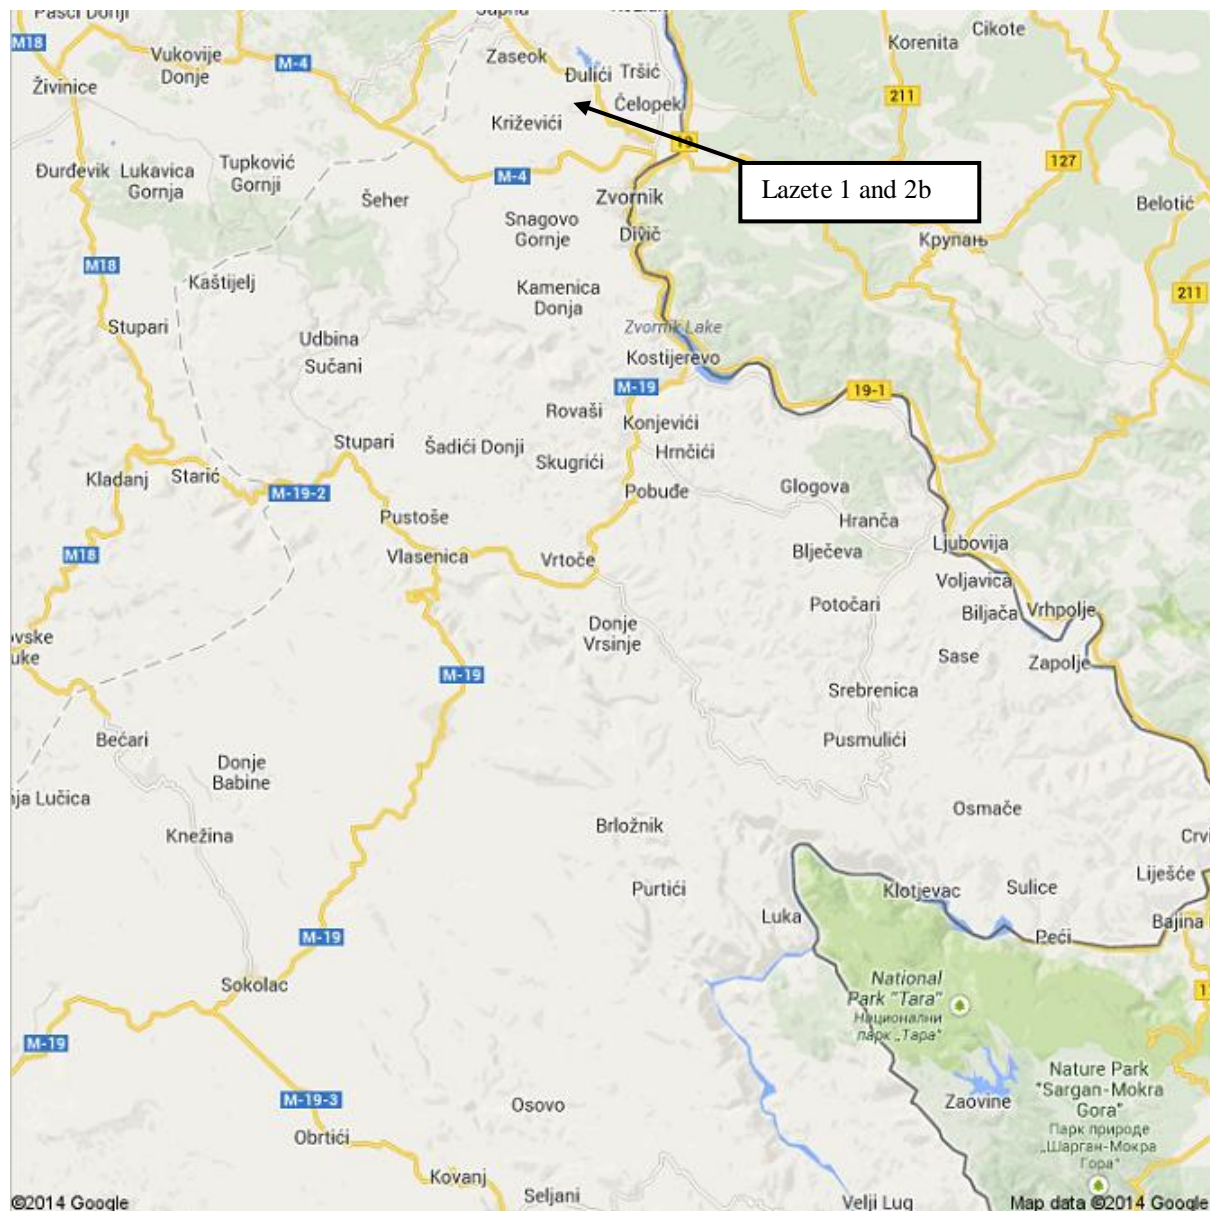 Pašći Donji
Sapna
Cikote
Korenita
M18
Vukovije
Donje
M-4
Zaseok
Đulići
Tršić
Živinice
Čelopek
211
Križevići
19
127
Đurđevik
Lukavica
Gornja
Tupković
Gornji
M-4
Lazete 1 and 2b
Šeher
Zvornik
Belotić
Snagovo
Gornje
Divič
Крупањ
M18
Kaštijelj
Kamenica
Donja
211
Stupari
Zvornik Lake
Udbina
Sučani
Kostijerevo
M-19
19-1
Rovaši
Konjevići
Stupari
Šadići Donji
Hrnčići
Skugrići
Kladanj
Starić
M-19-2
Pobuđe
Glogova
Pustoše
Hranča
M18
Vlasenica
Vrtoče
Blječeva
Ljubovija
Voljavica
Potočari
Biljača
Vrhpolje
ovske
uke
Donje
Vrsinje
Sase
Zapolje
M-19
Srebrenica
Bećari
Pusmulići
Donje
Babine
nja Lučica
Osmače
Knežina
Brložnik
Crvi
Liješće
Purtići
Klotjevac
Sulice
Luka
Bajina
M-19
Peći
Sokolac
National
Park "Tara"
Национални
парк „Тара“
M-19
Nature Park
"Sargan-Mokra
Gora"
Парк природе
„Шарган-Мокра
Гора“
M-19-3
Osovo
Zaovine
Obrtići
Kovanj
Seljani
Velji Lug
©2014 Google
Map data ©2014 Google